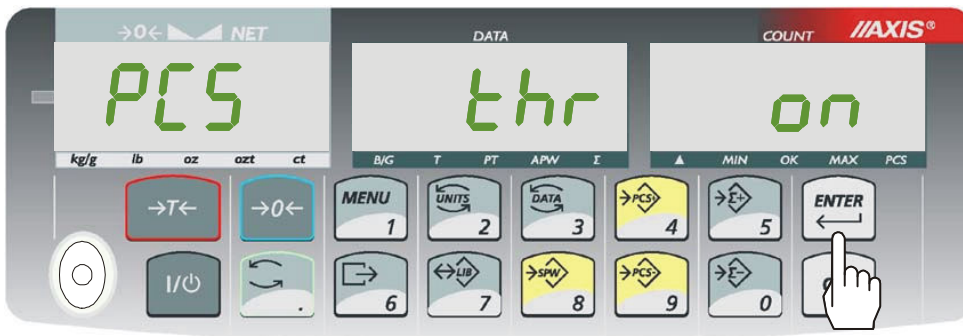 →0← NET DATA COUNT //AXIS®
PCS thr on
kg/g lb oz ozt ct B/G T PT APW Σ ▲ MIN OK MAX PCS
→T← →0← MENU 1 UNITS 2 DATA 3 →PCS 4 →Σ+ 5 ENTER
I/⏻ . 6 ↔LIB 7 →SPW 8 →PCS 9 →Σ- 0